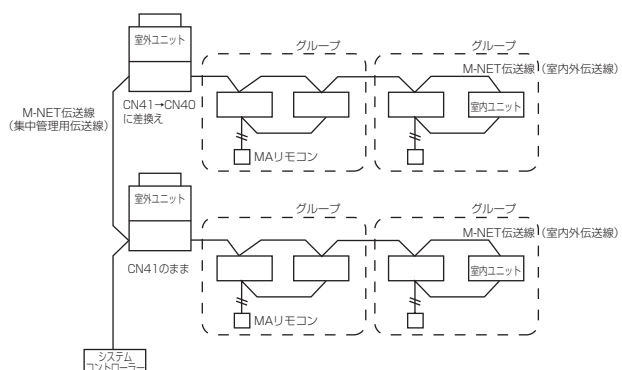 室外ユニット
グループ
グループ
M-NET伝送線(室内外伝送線)
M-NET伝送線
(集中管理用伝送線)
CN41→CN40
に差換え
室内ユニット
MAリモコン
室外ユニット
グループ
グループ
M-NET伝送線(室内外伝送線)
CN41のまま
室内ユニット
MAリモコン
システム
コントローラー